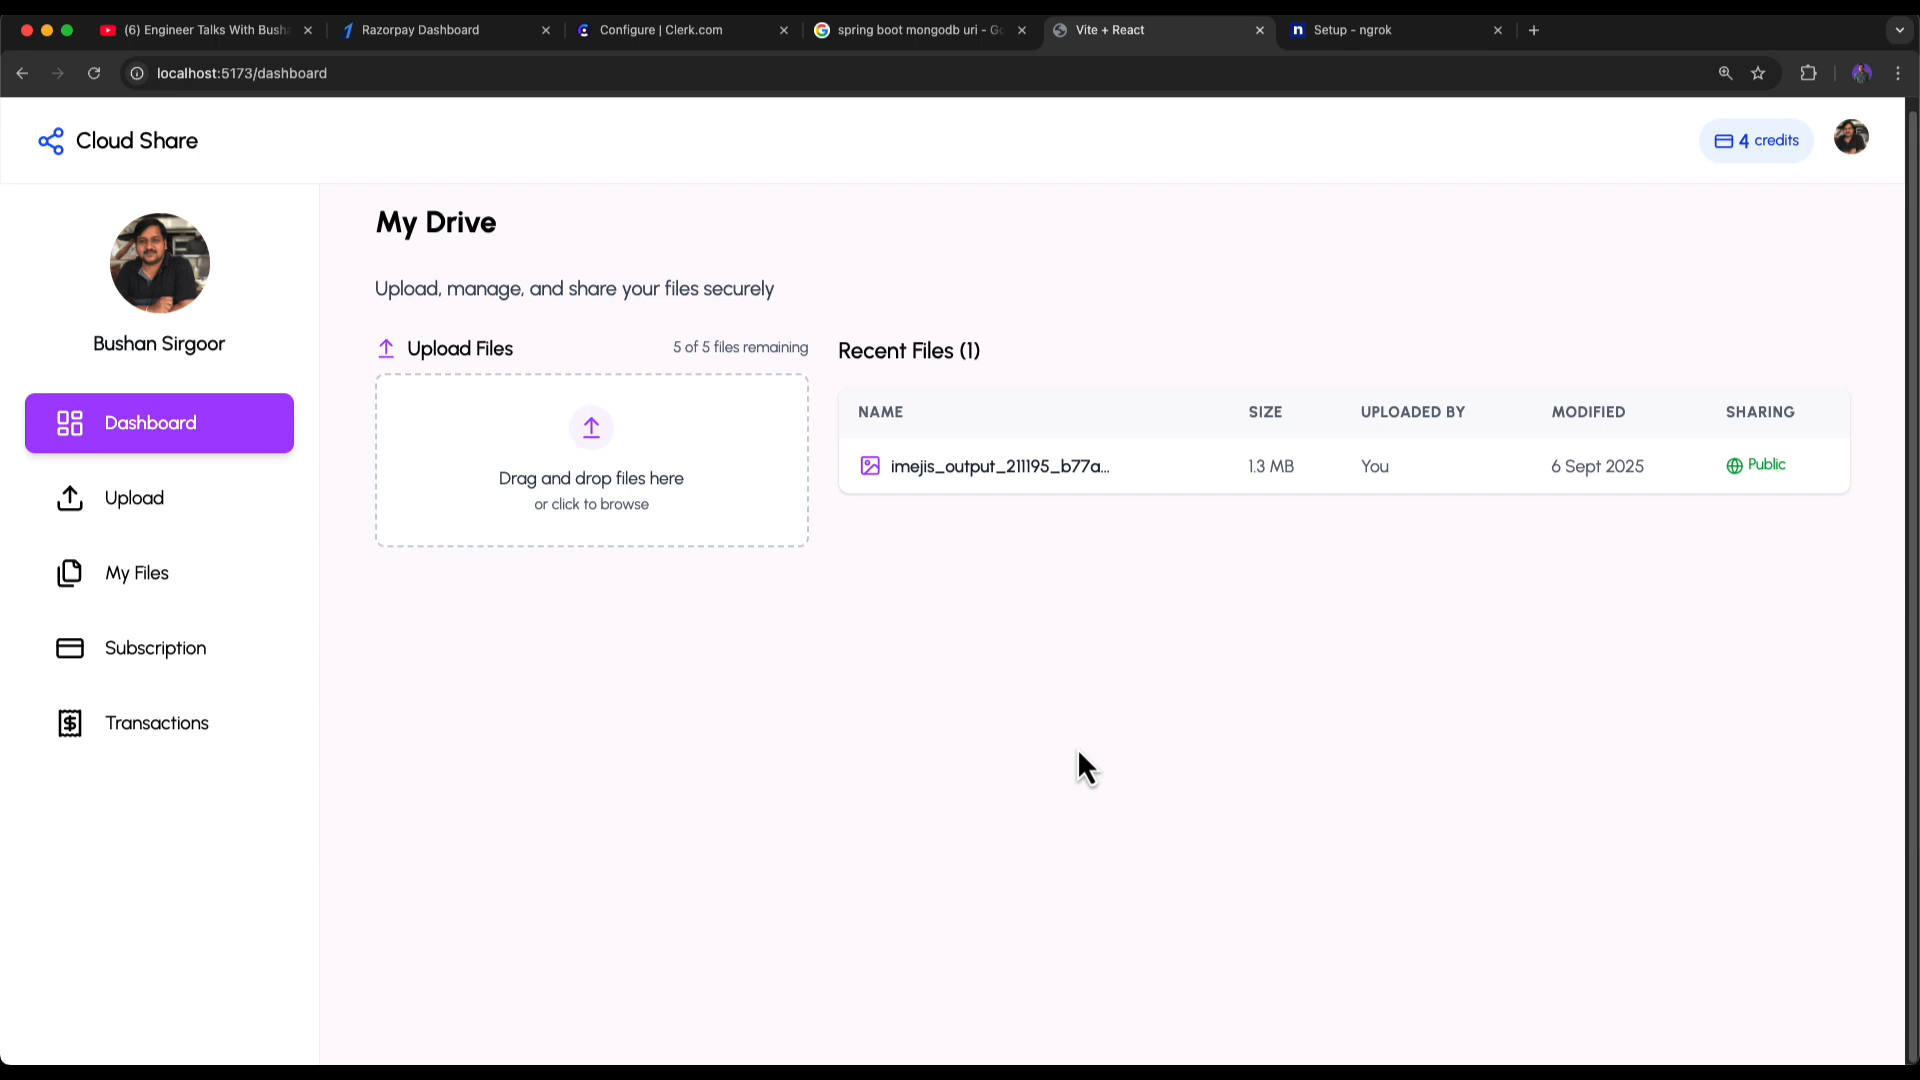 (6) Engineer Talks With Busha
Razorpay Dashboard
Configure | Clerk.com
spring boot mongodb uri - Go
Vite + React
Setup - ngrok
localhost:5173/dashboard
Cloud Share
4 credits
Bushan Sirgoor
Dashboard
Upload
My Files
Subscription
Transactions
My Drive
Upload, manage, and share your files securely
Upload Files
5 of 5 files remaining
Drag and drop files here
or click to browse
Recent Files (1)
NAME SIZE UPLOADED BY MODIFIED SHARING
imejis_output_211195_b77a... 1.3 MB You 6 Sept 2025 Public